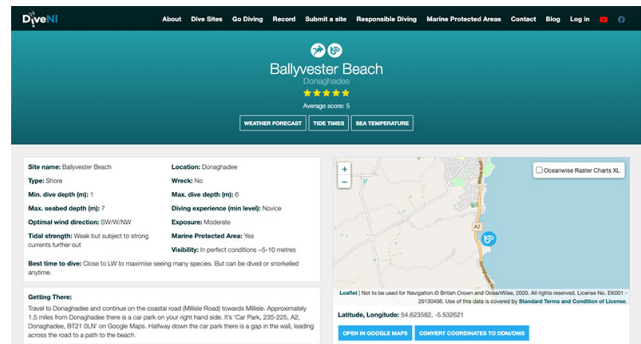 DiveNI
About Dive Sites Go Diving Record Submit a site Responsible Diving Marine Protected Areas Contact Blog Log in
Ballyvester Beach
Donaghadee
Average score: 5
WEATHER FORECAST TIDE TIMES SEA TEMPERATURE
Site name: Ballyvester Beach
Location: Donaghadee
Type: Shore
Wreck: No
Min. dive depth (m): 1
Max. dive depth (m): 6
Max. seabed depth (m): 7
Diving experience (min level): Novice
Optimal wind direction: SW/W/NW
Exposure: Moderate
Tidal strength: Weak but subject to strong
currents further out
Marine Protected Area: Yes
Visibility: In perfect conditions ~5-10 metres
Best time to dive: Close to LW to maximise seeing many species. But can be dived or snorkelled
anytime.
Getting There:
Travel to Donaghadee and continue on the coastal road (Millisle Road) towards Millisle. Approximately
1.5 miles from Donaghadee there is a car park on your right hand side. It's 'Car Park, 235-225, A2,
Donaghadee, BT21 0LN' on Google Maps. Halfway down the car park there is a gap in the wall, leading
across the road to a path to the beach.
+
−
Oceanwise Raster Charts XL
A2
Leaflet | Not to be used for Navigation.© British Crown and OceanWise, 2020. All rights reserved, License No. EK001 -
20130406. Use of this data is covered by Standard Terms and Condition of License.
Latitude, Longitude: 54.623582, -5.532621
OPEN IN GOOGLE MAPS CONVERT COORDINATES TO DDM/DMS